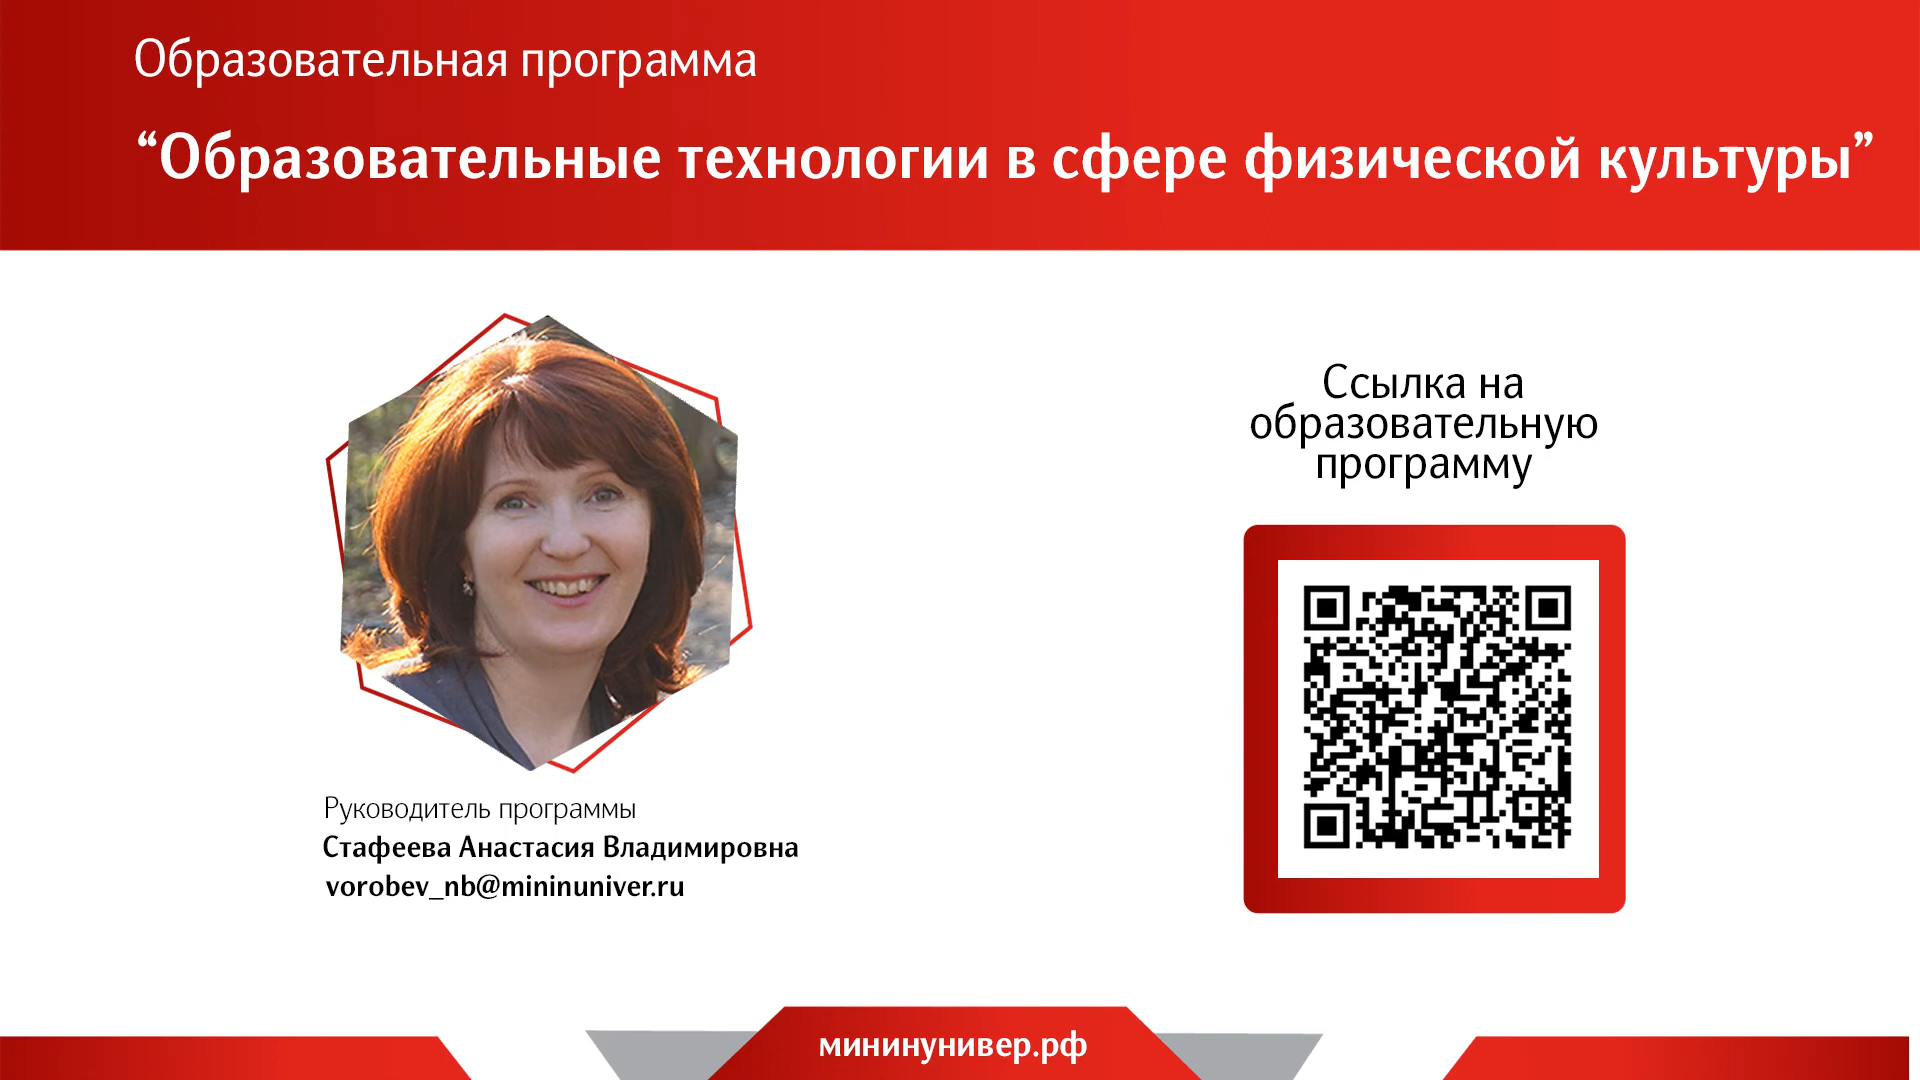 Образовательная программа
“Образовательные технологии в сфере физической культуры”
Ссылка на
образовательную
программу
Руководитель программы
Стафеева Анастасия Владимировна
vorobev_nb@mininuniver.ru
мининунивер.рф